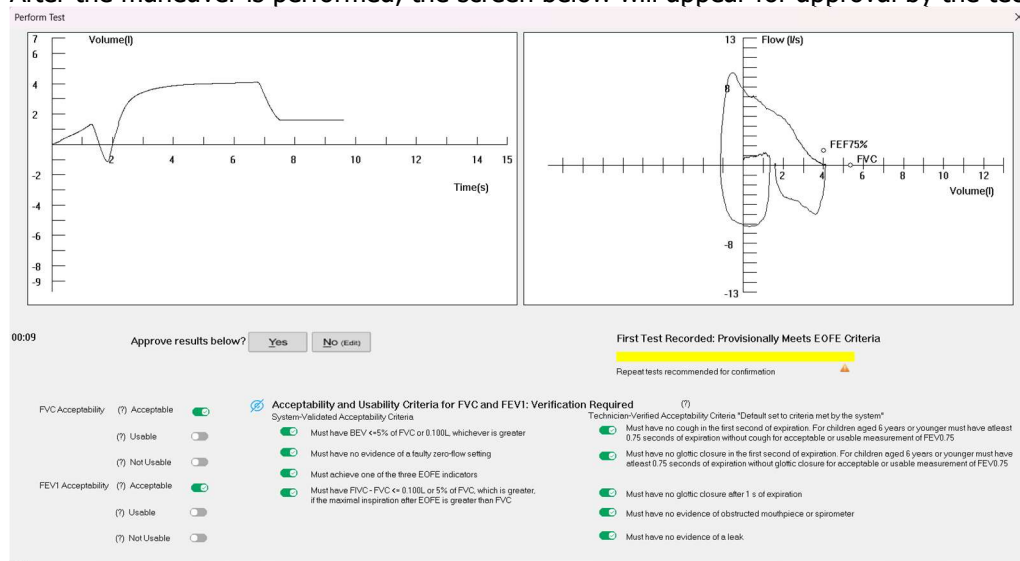 After the maneuver is performed, the screen below will appear for approval by the
Perform Test
Volume(l)
7
6
4
2
-2
-4
-6
-8
-9
2 4 6 8 10 12 14 15
Time(s)
13 Flow (l/s)
8
FEF75%
FVC
2 4 6 8 10 12
Volume(l)
-8
-13
00:09
Approve results below? Yes No (Edit)
First Test Recorded: Provisionally Meets EOFE Criteria
Repeat tests recommended for confirmation
Acceptability and Usability Criteria for FVC and FEV1: Verification Required (?)
FVC Acceptability (?) Acceptable
(?) Usable
(?) Not Usable
FEV1 Acceptability (?) Acceptable
(?) Usable
(?) Not Usable
System-Validated Acceptability Criteria
Must have BEV <=5% of FVC or 0.100L, whichever is greater
Must have no evidence of a faulty zero-flow setting
Must achieve one of the three EOFE indicators
Must have FIVC - FVC <= 0.100L or 5% of FVC, which is greater,
if the maximal inspiration after EOFE is greater than FVC
Technician-Verified Acceptability Criteria "Default set to criteria met by the system"
Must have no cough in the first second of expiration. For children aged 6 years or younger must have atleast
0.75 seconds of expiration without cough for acceptable or usable measurement of FEV0.75
Must have no glottic closure in the first second of expiration. For children aged 6 years or younger must have
atleast 0.75 seconds of expiration without glottic closure for acceptable or usable measurement of FEV0.75
Must have no glottic closure after 1 s of expiration
Must have no evidence of obstructed mouthpiece or spirometer
Must have no evidence of a leak